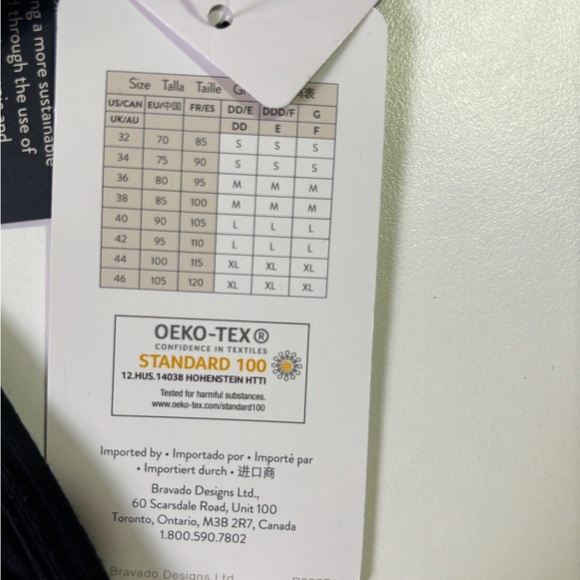 ng a more sustainable
through the use of
and
Size Talla Taille G 表
US/CAN EU/中国 FR/ES DD/E DDD/F G
UK/AU DD E F
32 70 85 S S S
34 75 90 S S S
36 80 95 M M M
38 85 100 M M M
40 90 105 L L L
42 95 110 L L L
44 100 115 XL XL XL
46 105 120 XL XL XL
OEKO-TEX®
CONFIDENCE IN TEXTILES
STANDARD 100
12.HUS.14038 HOHENSTEIN HTTI
Tested for harmful substances.
www.oeko-tex.com/standard100
Imported by • Importado por • Importé par
• Importiert durch • 进口商
Bravado Designs Ltd.,
60 Scarsdale Road, Unit 100
Toronto, Ontario, M3B 2R7, Canada
1.800.590.7802
Bravado Designs Ltd